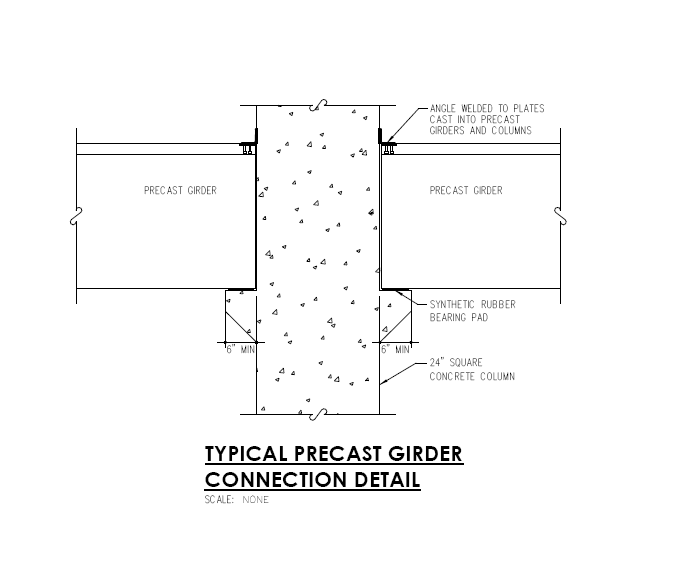 ANGLE WELDED TO PLATES
CAST INTO PRECAST
GIRDERS AND COLUMNS
PRECAST GIRDER
PRECAST GIRDER
SYNTHETIC RUBBER
BEARING PAD
6" MIN
6" MIN
24" SQUARE
CONCRETE COLUMN
TYPICAL PRECAST GIRDER
CONNECTION DETAIL
SCALE: NONE